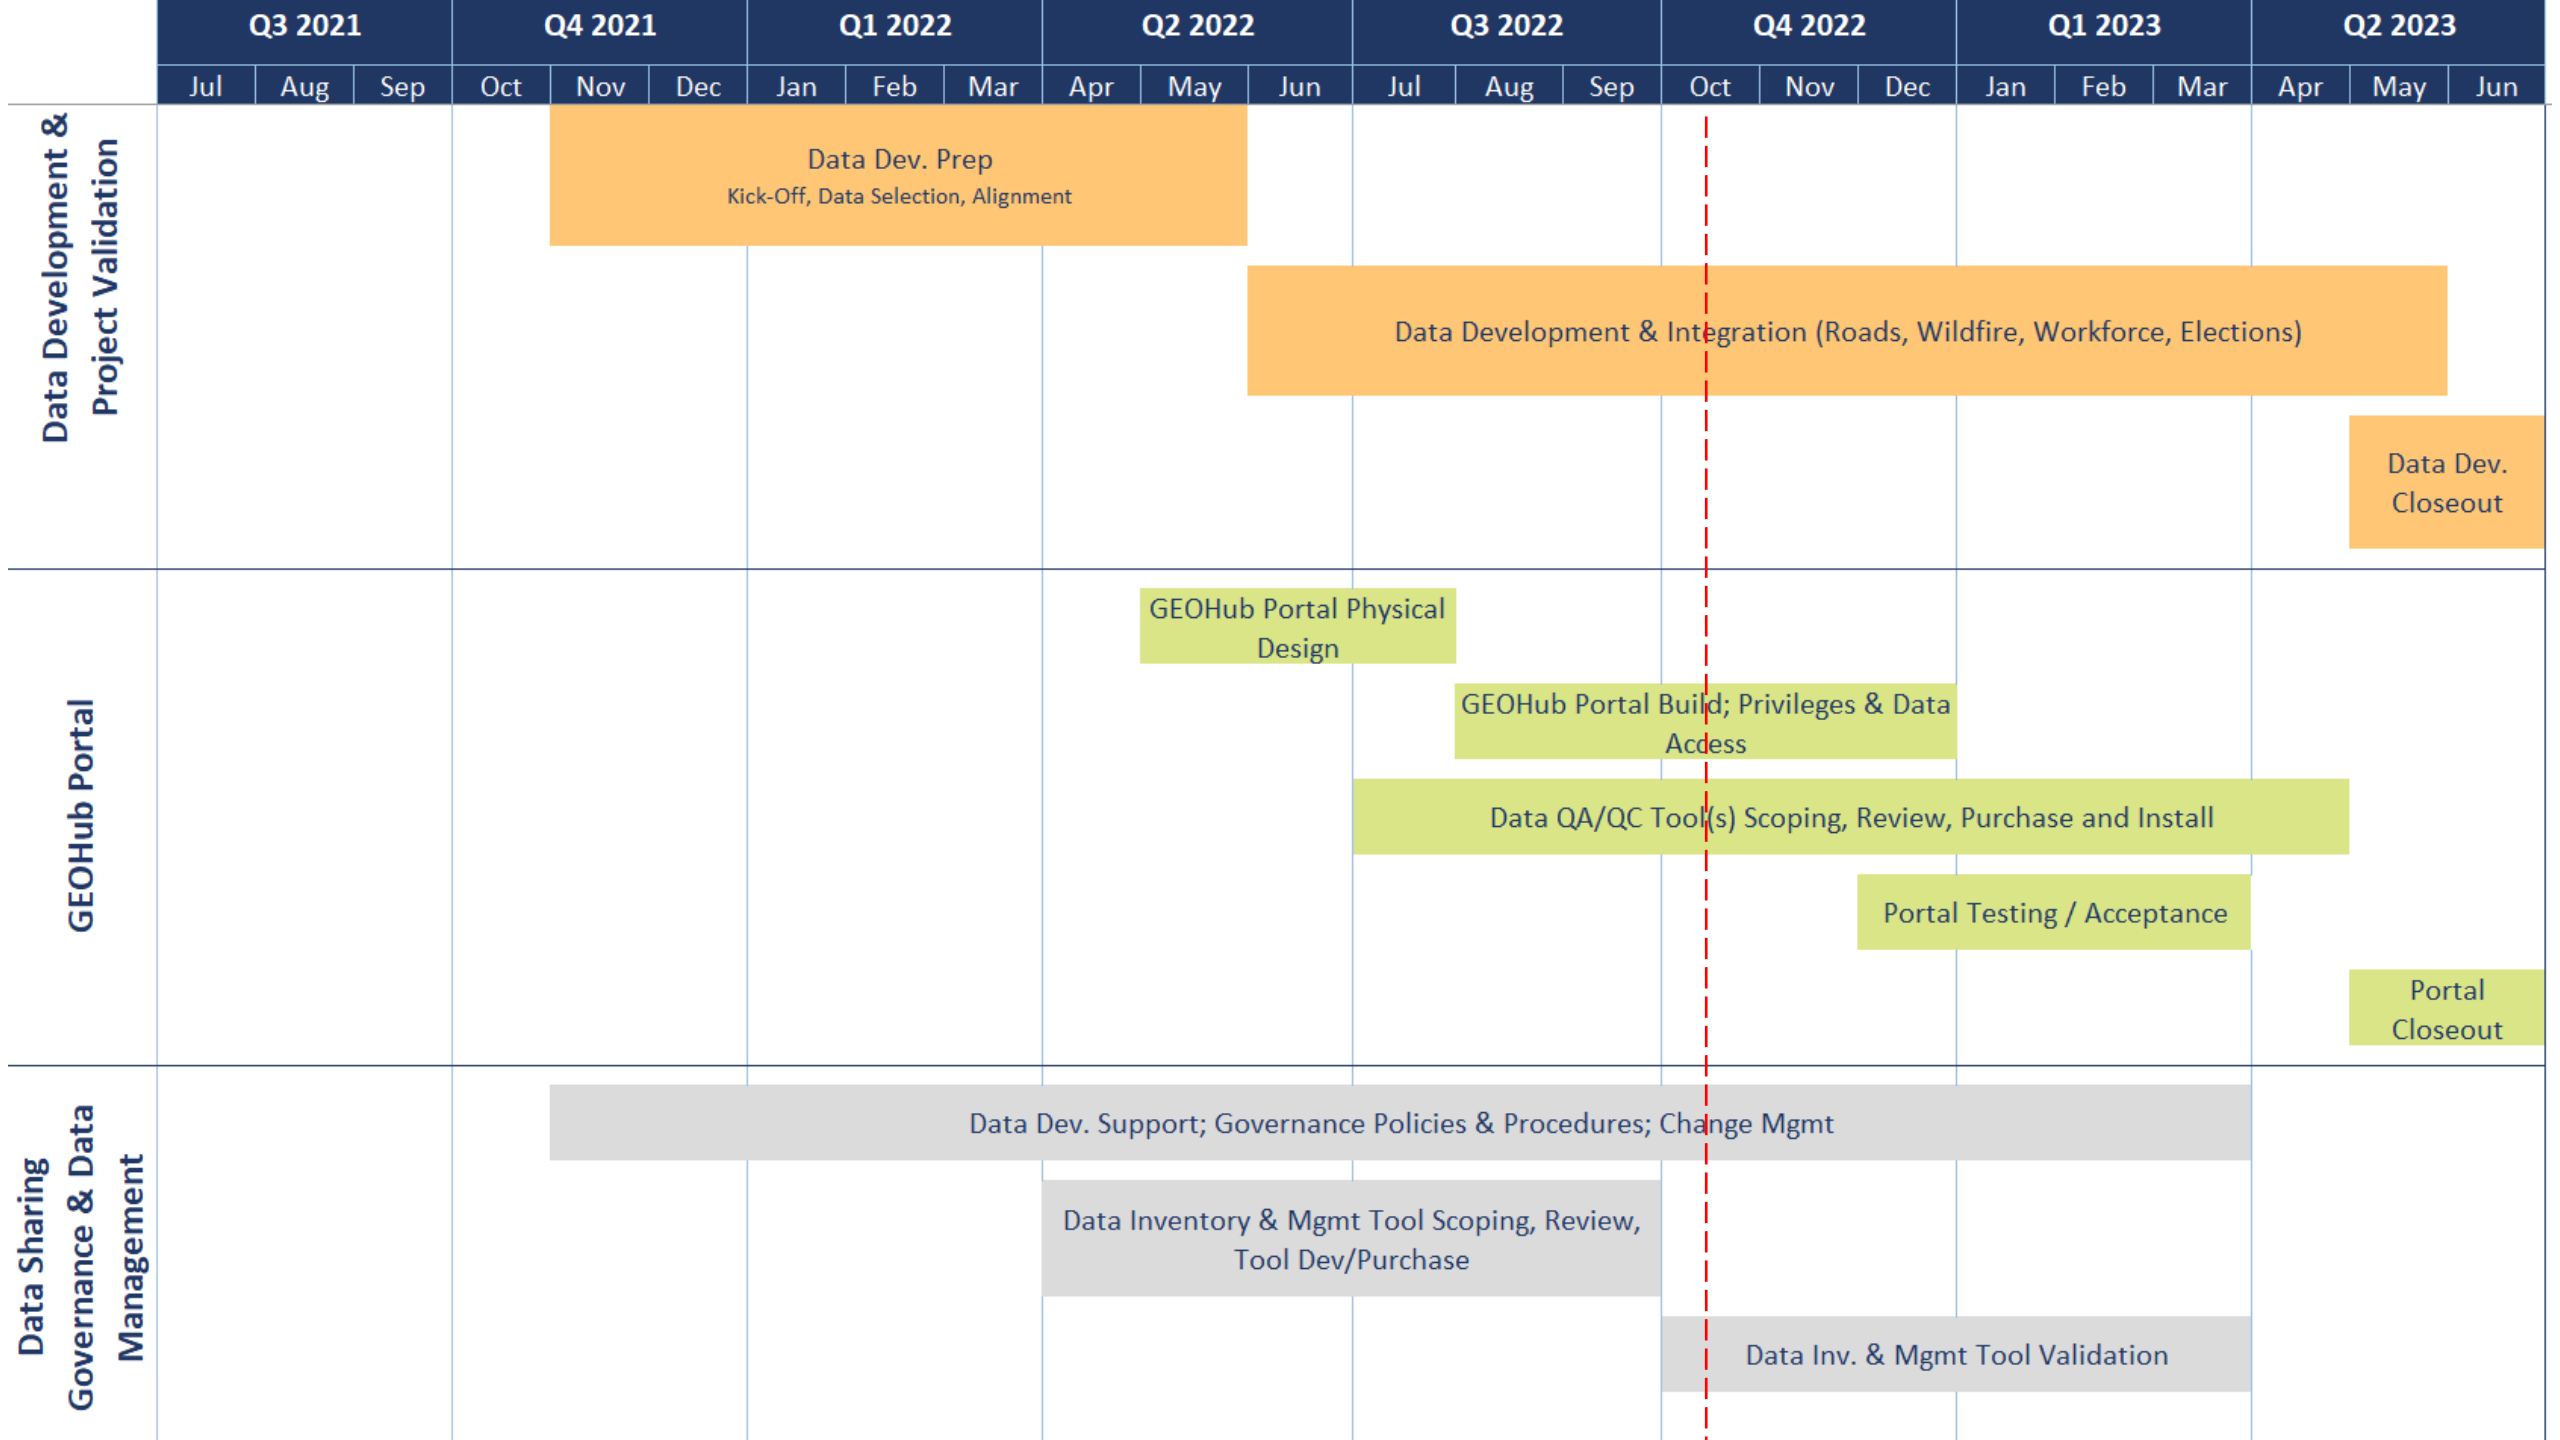 Q3 2021 Q4 2021 Q1 2022 Q2 2022 Q3 2022 Q4 2022 Q1 2023 Q2 2023
Jul Aug Sep Oct Nov Dec Jan Feb Mar Apr May Jun Jul Aug Sep Oct Nov Dec Jan Feb Mar Apr May Jun
Data Development &
Project Validation
Data Dev. Prep
Kick-Off, Data Selection, Alignment
Data Development & Integration (Roads, Wildfire, Workforce, Elections)
Data Dev.
Closeout
GEOHub Portal
GEOHub Portal Physical
Design
GEOHub Portal Build; Privileges & Data
Access
Data QA/QC Tool(s) Scoping, Review, Purchase and Install
Portal Testing / Acceptance
Portal
Closeout
Data Sharing
Governance & Data
Management
Data Dev. Support; Governance Policies & Procedures; Change Mgmt
Data Inventory & Mgmt Tool Scoping, Review,
Tool Dev/Purchase
Data Inv. & Mgmt Tool Validation